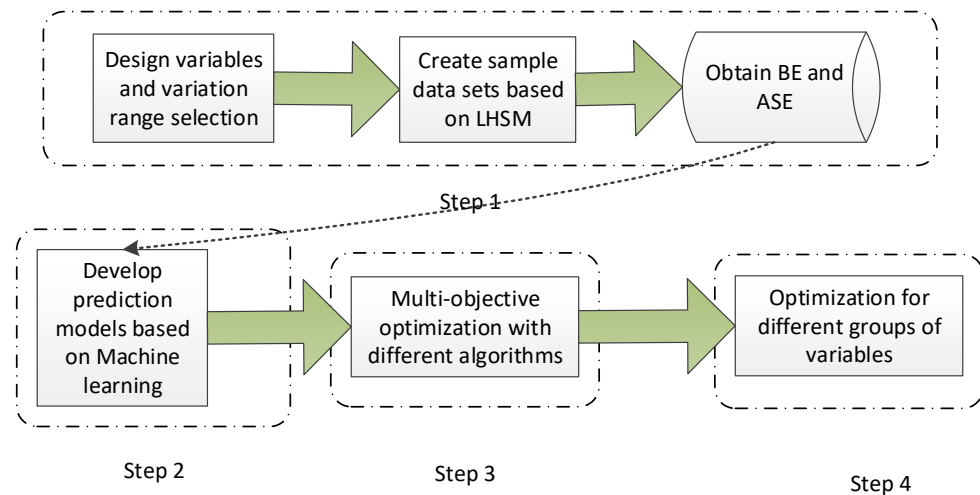 Design variables
and variation
range selection
Create sample
data sets based
on LHSM
Obtain BE and
ASE
Step 1
Develop
prediction
models based
on Machine
learning
Multi-objective
optimization with
different algorithms
Optimization for
different groups of
variables
Step 2
Step 3
Step 4